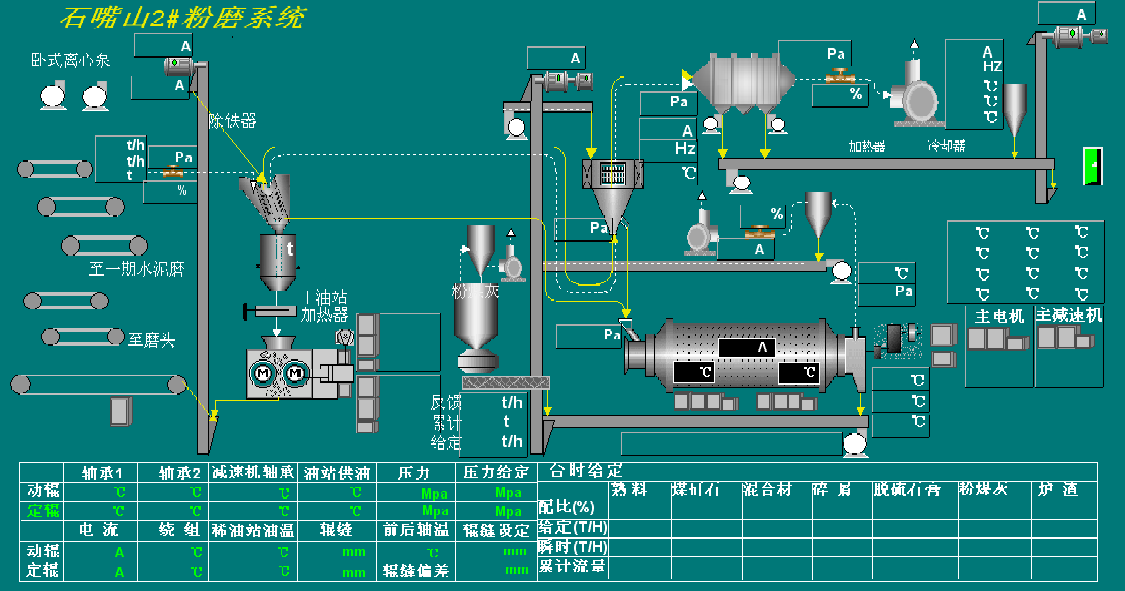 石嘴山2#粉磨系统
A
A
A
卧式离心泵
A
Pa
A
HZ
℃
℃
℃
Pa
%
A
Hz
℃
除铁器
t/h
t/h
t
Pa
%
加热器
冷却器
%
A
Pa
t
至一期水泥磨
油站
加热器
粉煤灰
℃
Pa
℃ ℃ ℃
℃ ℃ ℃
℃ ℃ ℃
℃ ℃ ℃
主电机 主减速机
至磨头
M M
Pa
A
℃ ℃
℃
℃
℃
反馈 t/h
累计 t
给定 t/h
轴承1 轴承2 减速机轴承 油站供油 压力 压力给定
动辊 ℃ ℃ ℃ ℃ Mpa Mpa
定辊 ℃ ℃ ℃ ℃ Mpa Mpa
电流 绕组 稀油站油温 辊缝 前后轴温 辊缝设定
动辊 A ℃ ℃ mm ℃ mm
定辊 A ℃ ℃ mm 辊缝偏差 mm
台时给定
熟料 煤矸石 混合材 碎屑 脱硫石膏 粉煤灰 炉渣
配比(%)
给定(T/H)
瞬时(T/H)
累计流量